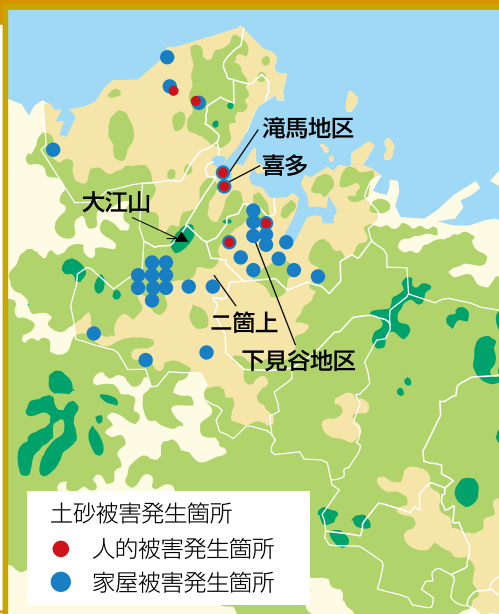 滝馬地区
喜多
大江山
二箇上
下見谷地区
土砂被害発生箇所
人的被害発生箇所
家屋被害発生箇所